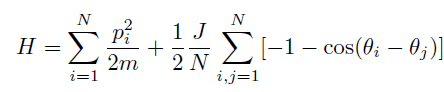 H = \sum_{i=1}^{N} \frac{p_i^2}{2m} + \frac{1}{2} \frac{J}{N} \sum_{i,j=1}^{N} [-1 - \cos(\theta_i - \theta_j)]